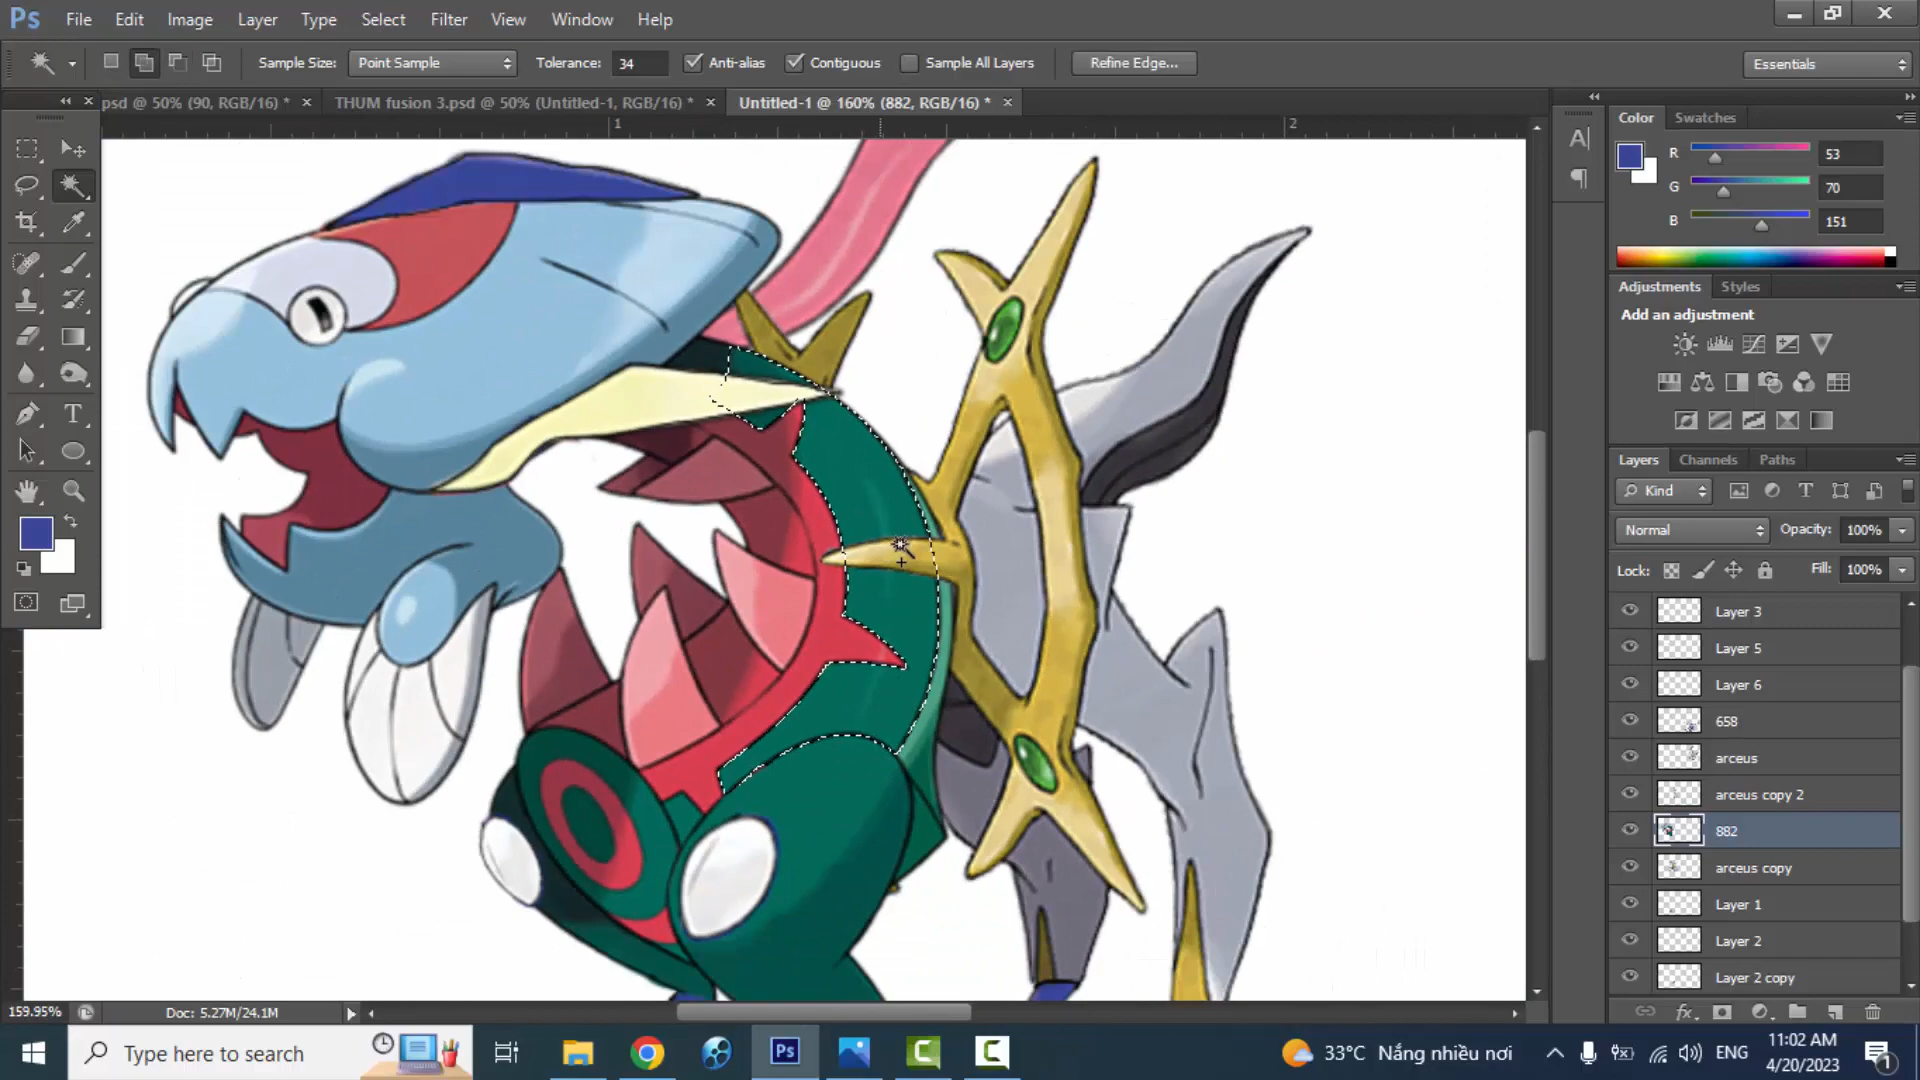 Ps File Edit Image Layer Type Select Filter View Window Help
Sample Size: Point Sample Tolerance: 34 Anti-alias Contiguous Sample All Layers Refine Edge... Essentials
psd @ 50% (90, RGB/16) * × THUM fusion 3.psd @ 50% (Untitled-1, RGB/16) * × Untitled-1 @ 160% (882, RGB/16) * ×
1 2
Color Swatches
R 53
G 70
B 151
Adjustments Styles
Add an adjustment
Layers Channels Paths
Kind
Normal Opacity: 100%
Lock: Fill: 100%
Layer 3
Layer 5
Layer 6
658
arceus
arceus copy 2
882
arceus copy
Layer 1
Layer 2
Layer 2 copy
159.95% Doc: 5.27M/24.1M
Type here to search
33°C Nắng nhiều nơi
ENG
11:02 AM
4/20/2023
1